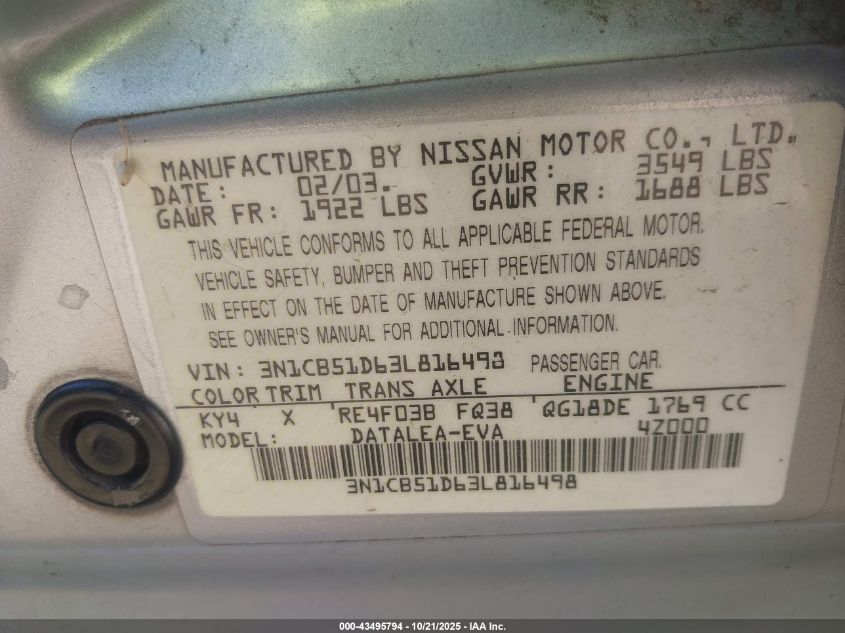 MANUFACTURED BY NISSAN MOTOR CO., LTD.
DATE: 02/03. GVWR: 3549 LBS
GAWR FR: 1922 LBS GAWR RR: 1688 LBS
THIS VEHICLE CONFORMS TO ALL APPLICABLE FEDERAL MOTOR.
VEHICLE SAFETY, BUMPER AND THEFT PREVENTION STANDARDS
IN EFFECT ON THE DATE OF MANUFACTURE SHOWN ABOVE.
SEE OWNER'S MANUAL FOR ADDITIONAL INFORMATION.
VIN: 3N1CB51D63L816498 PASSENGER CAR.
COLOR TRIM TRANS AXLE ENGINE
KY4 X RE4F03B FQ38 QG18DE 1769 CC
MODEL: DATALEA-EVA 4Z000
3N1CB51D63L816498
000-43495794 - 10/21/2025 - IAA Inc.